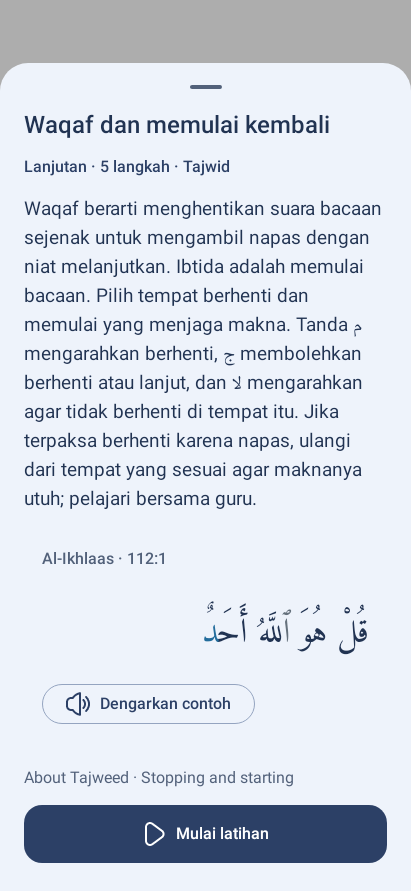 Waqaf dan memulai kembali
Lanjutan · 5 langkah · Tajwid
Waqaf berarti menghentikan suara bacaan
sejenak untuk mengambil napas dengan
niat melanjutkan. Ibtida adalah memulai
bacaan. Pilih tempat berhenti dan
memulai yang menjaga makna. Tanda م
mengarahkan berhenti, ج membolehkan
berhenti atau lanjut, dan لا mengarahkan
agar tidak berhenti di tempat itu. Jika
terpaksa berhenti karena napas, ulangi
dari tempat yang sesuai agar maknanya
utuh; pelajari bersama guru.
Al-Ikhlaas · 112:1
قُلْ هُوَ ٱللَّهُ أَحَدٌ
Dengarkan contoh
About Tajweed · Stopping and starting
Mulai latihan